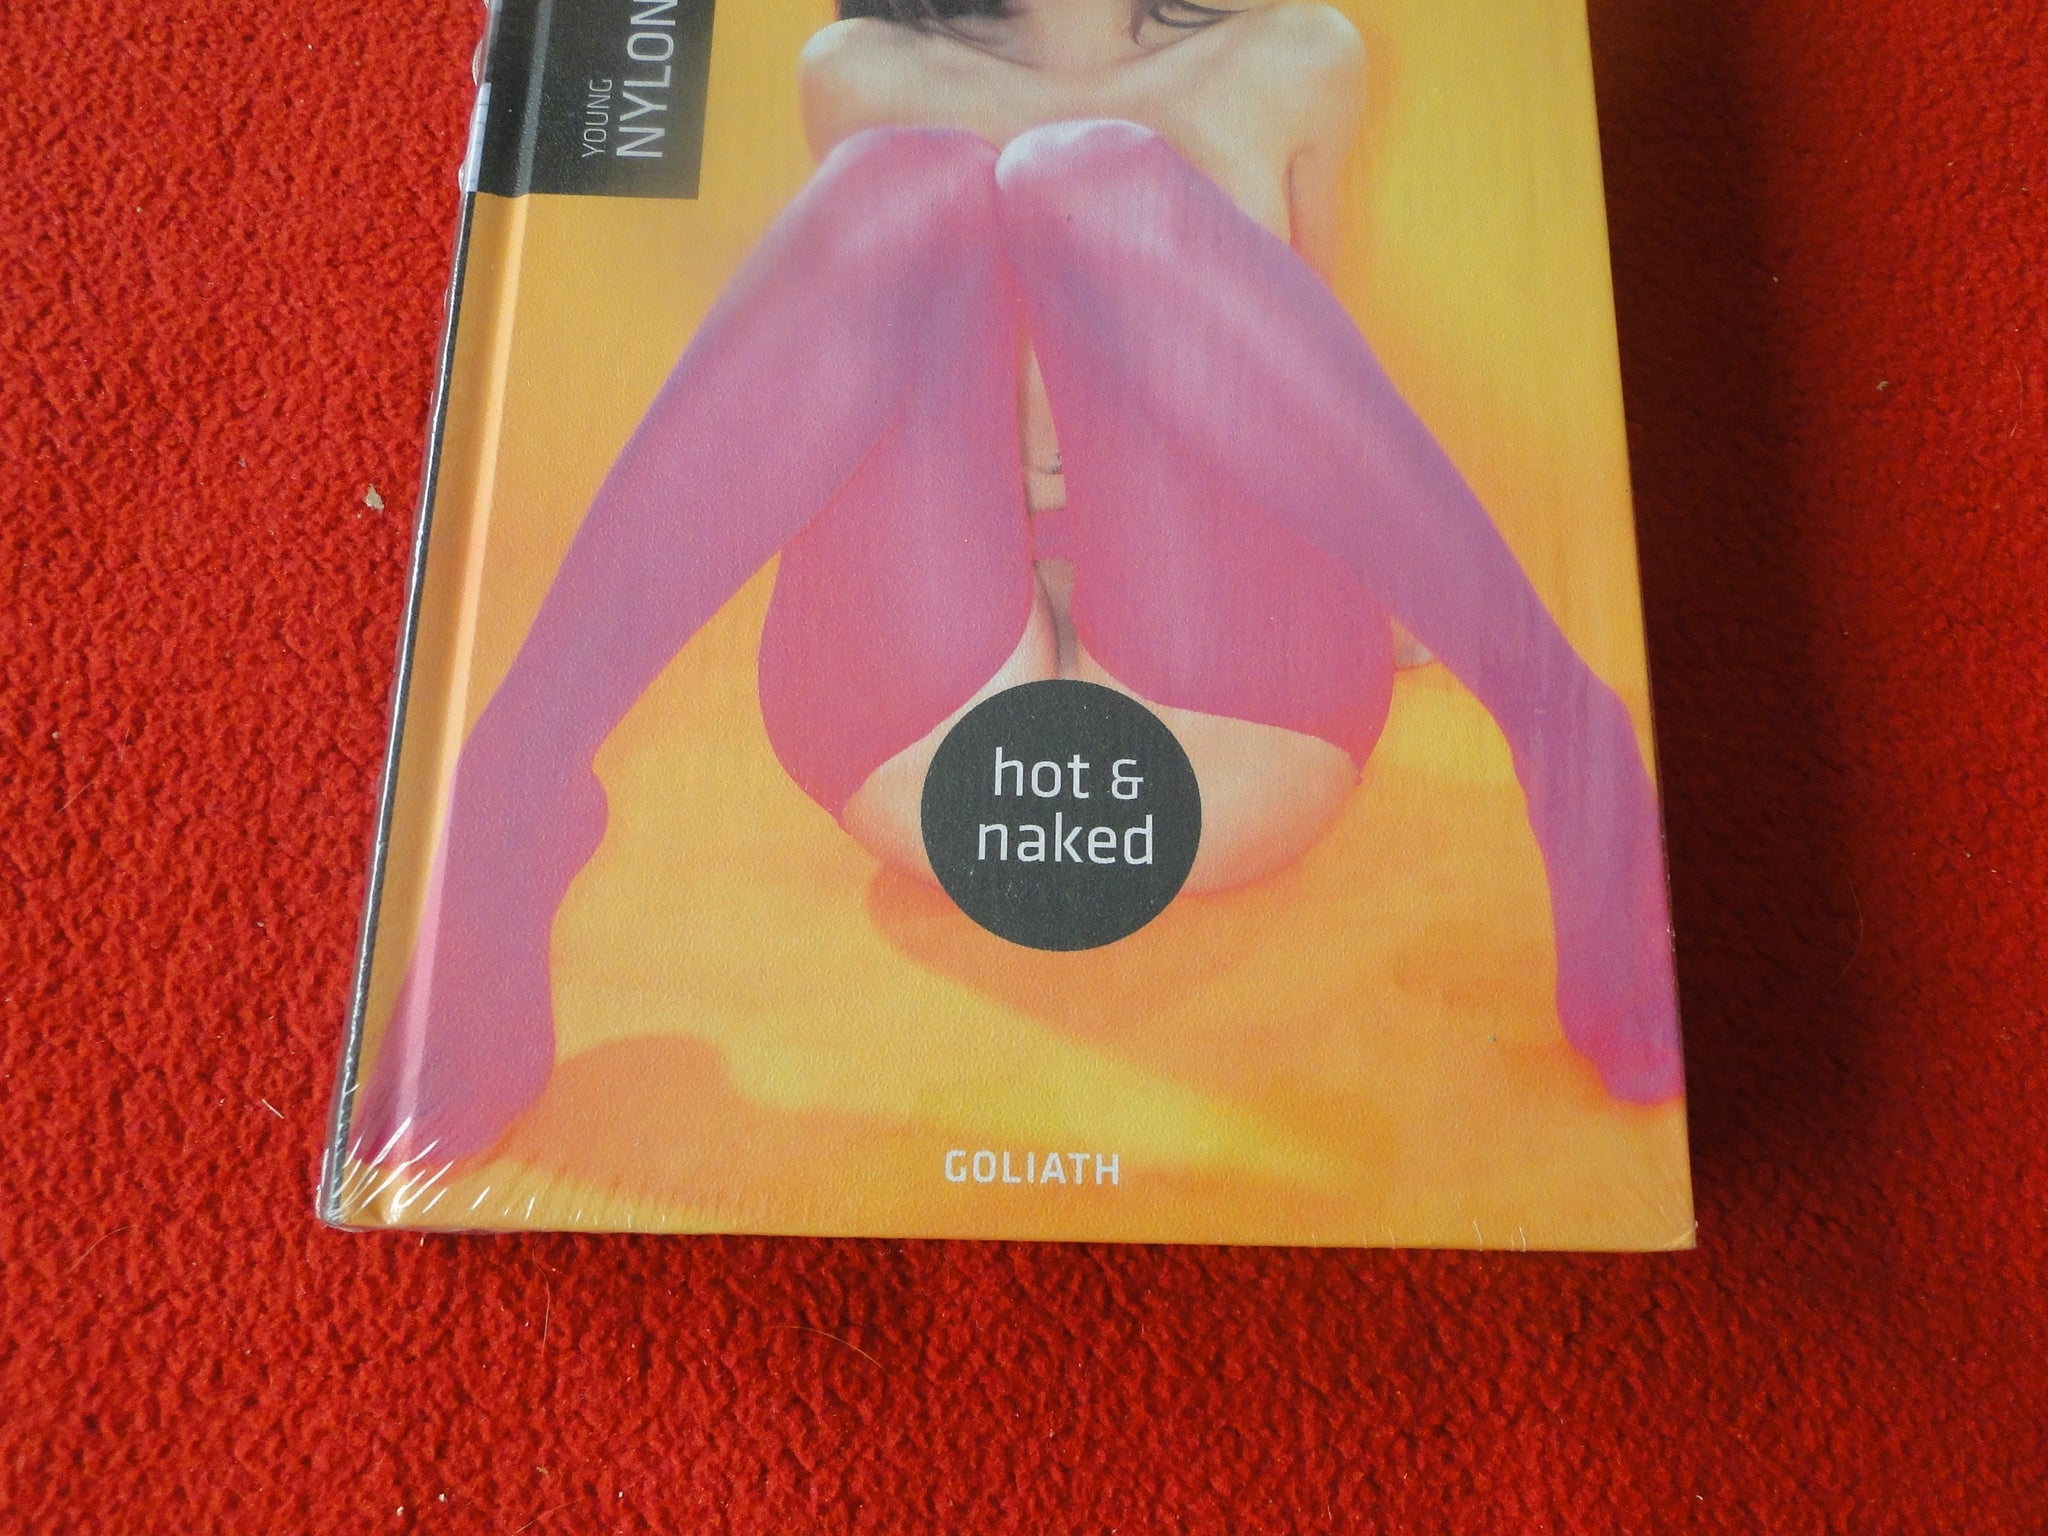 YOUNG
NYLON
hot &
naked
GOLIATH